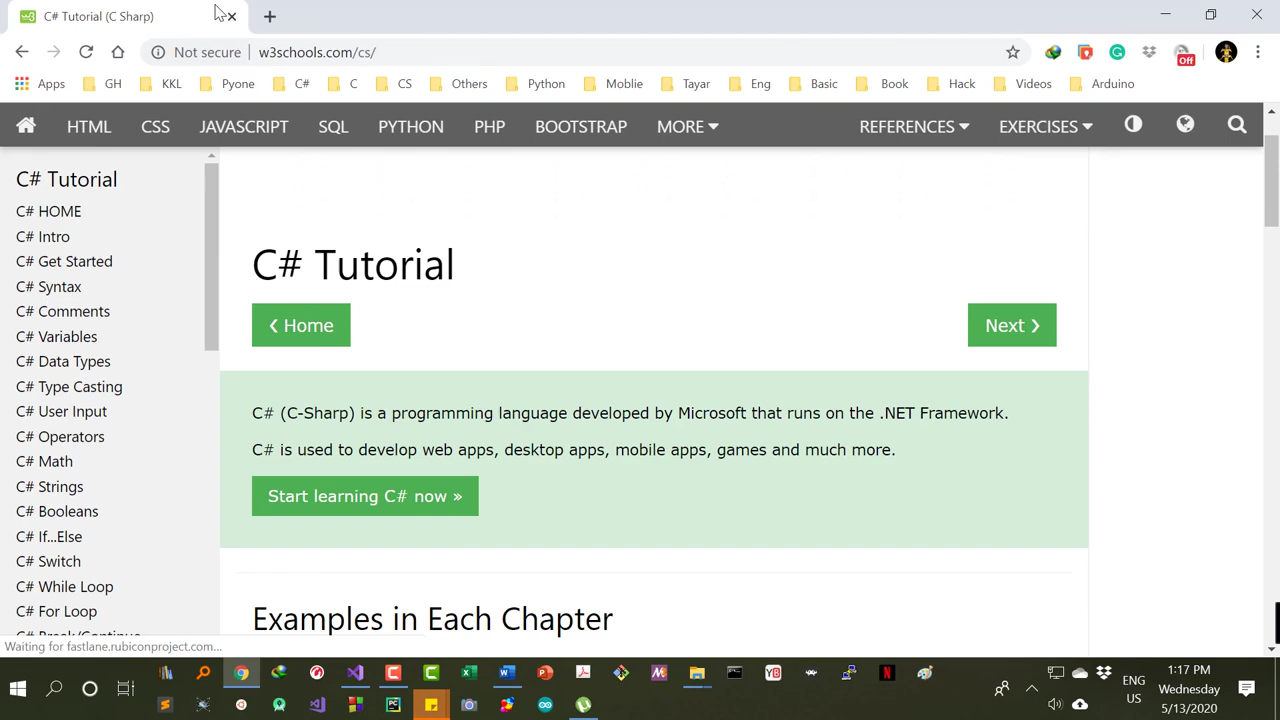 C# Tutorial (C Sharp)
Not secure w3schools.com/cs/
Off
Apps GH KKL Pyone C# C CS Others Python Moblie Tayar Eng Basic Book Hack Videos Arduino
HTML CSS JAVASCRIPT SQL PYTHON PHP BOOTSTRAP MORE REFERENCES EXERCISES
C# Tutorial
C# HOME
C# Intro
C# Get Started
C# Syntax
C# Comments
C# Variables
C# Data Types
C# Type Casting
C# User Input
C# Operators
C# Math
C# Strings
C# Booleans
C# If...Else
C# Switch
C# While Loop
C# For Loop
C# Break/Continue
C# Tutorial
❮ Home
Next ❯
C# (C-Sharp) is a programming language developed by Microsoft that runs on the .NET Framework.
C# is used to develop web apps, desktop apps, mobile apps, games and much more.
Start learning C# now »
Examples in Each Chapter
Waiting for fastlane.rubiconproject.com...
ENG
US
1:17 PM
Wednesday
5/13/2020